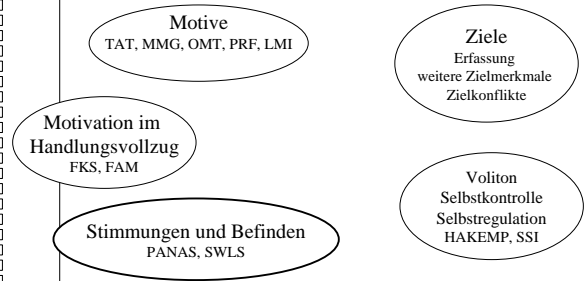 Motive
TAT, MMG, OMT, PRF, LMI
Ziele
Erfassung
weitere Zielmerkmale
Zielkonflikte
Motivation im
Handlungsvollzug
FKS, FAM
Voliton
Selbstkontrolle
Selbstregulation
HAKEMP, SSI
Stimmungen und Befinden
PANAS, SWLS